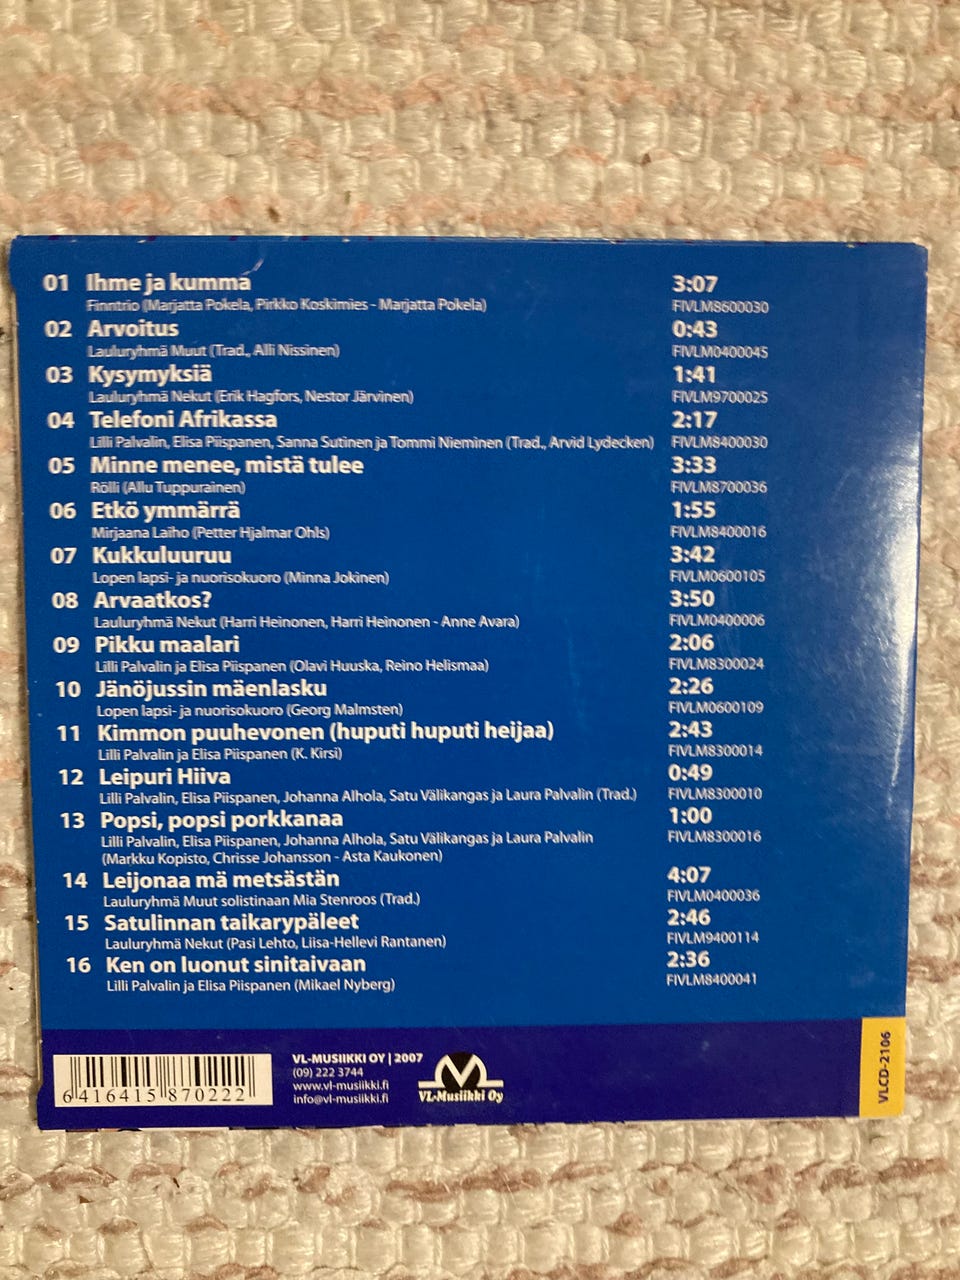 01 Ihme ja kumma 3:07
Finntrio (Marjatta Pokela, Pirkko Koskimies - Marjatta Pokela) FIVLM8600030
02 Arvoitus 0:43
Lauluryhmä Muut (Trad., Alli Nissinen) FIVLM0400045
03 Kysymyksiä 1:41
Lauluryhmä Nekut (Erik Hagfors, Nestor Järvinen) FIVLM9700025
04 Telefoni Afrikassa 2:17
Lilli Palvalin, Elisa Piispanen, Sanna Sutinen ja Tommi Nieminen (Trad., Arvid Lydecken) FIVLM8400030
05 Minne menee, mistä tulee 3:33
Rölli (Allu Tuppurainen) FIVLM8700036
06 Etkö ymmärrä 1:55
Mirjaana Laiho (Petter Hjalmar Ohls) FIVLM8400016
07 Kukkuluuruu 3:42
Lopen lapsi- ja nuorisokuoro (Minna Jokinen) FIVLM0600105
08 Arvaatkos? 3:50
Lauluryhmä Nekut (Harri Heinonen, Harri Heinonen - Anne Avara) FIVLM0400006
09 Pikku maalari 2:06
Lilli Palvalin ja Elisa Piispanen (Olavi Huuska, Reino Helismaa) FIVLM8300024
10 Jänöjussin mäenlasku 2:26
Lopen lapsi- ja nuorisokuoro (Georg Malmsten) FIVLM0600109
11 Kimmon puuhevonen (huputi huputi heijaa) 2:43
Lilli Palvalin ja Elisa Piispanen (K. Kirsi) FIVLM8300014
12 Leipuri Hiiva 0:49
Lilli Palvalin, Elisa Piispanen, Johanna Alhola, Satu Välikangas ja Laura Palvalin (Trad.) FIVLM8300010
13 Popsi, popsi porkkanaa 1:00
Lilli Palvalin, Elisa Piispanen, Johanna Alhola, Satu Välikangas ja Laura Palvalin FIVLM8300016
(Markku Kopisto, Chrisse Johansson - Asta Kaukonen)
14 Leijonaa mä metsästän 4:07
Lauluryhmä Muut solistinaan Mia Stenroos (Trad.) FIVLM0400036
15 Satulinnan taikarypäleet 2:46
Lauluryhmä Nekut (Pasi Lehto, Liisa-Hellevi Rantanen) FIVLM9400114
16 Ken on luonut sinitaivaan 2:36
Lilli Palvalin ja Elisa Piispanen (Mikael Nyberg) FIVLM8400041
6 416415 870222
VL-MUSIIKKI OY | 2007
(09) 222 3744
www.vl-musiikki.fi
info@vl-musiikki.fi
VL-Musiikki Oy
VLCD-2106